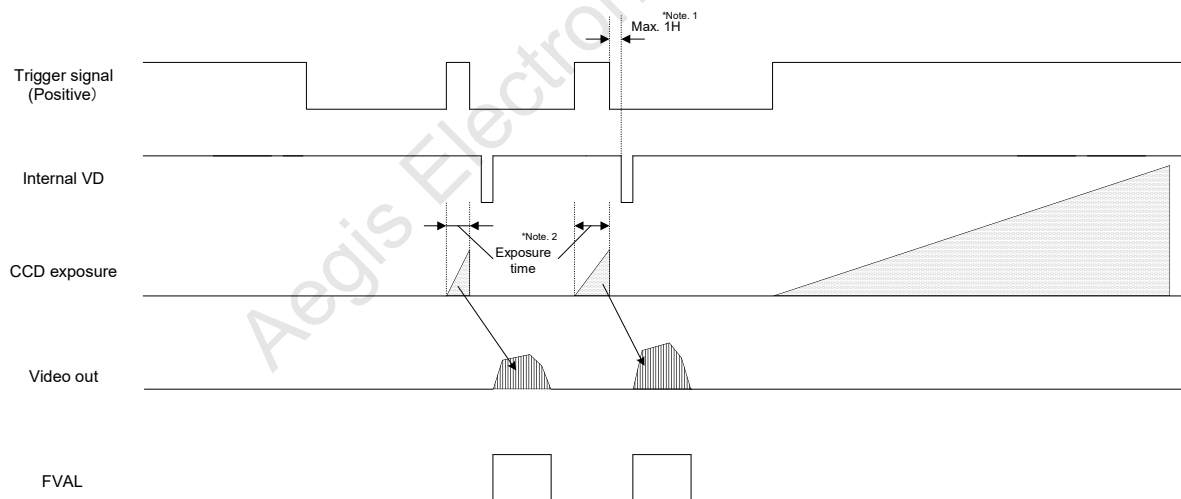 *Note. 1
Max. 1H
Trigger signal
(Positive）
Internal VD
*Note. 2
Exposure
time
CCD exposure
Video out
FVAL
Aegis Electron